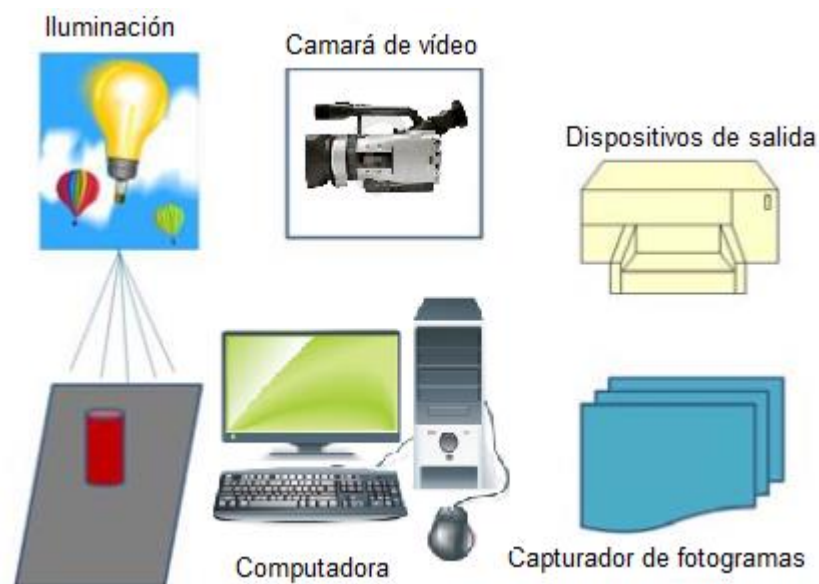 Iluminación
Camará de vídeo
Dispositivos de salida
Computadora
Capturador de fotogramas